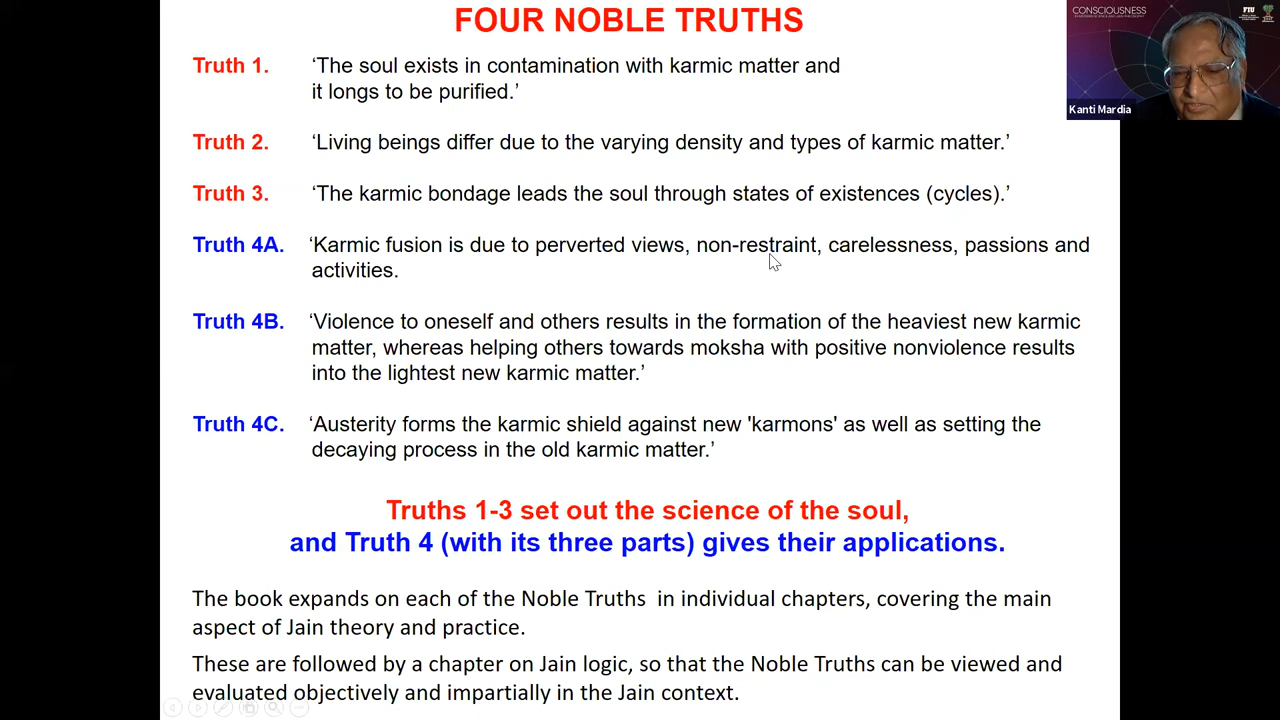 FOUR NOBLE TRUTHS
Truth 1. ‘The soul exists in contamination with karmic matter and
it longs to be purified.’
Truth 2. ‘Living beings differ due to the varying density and types of karmic matter.’
Truth 3. ‘The karmic bondage leads the soul through states of existences (cycles).’
Truth 4A. ‘Karmic fusion is due to perverted views, non-restraint, carelessness, passions and
activities.
Truth 4B. ‘Violence to oneself and others results in the formation of the heaviest new karmic
matter, whereas helping others towards moksha with positive nonviolence results
into the lightest new karmic matter.’
Truth 4C. ‘Austerity forms the karmic shield against new 'karmons' as well as setting the
decaying process in the old karmic matter.’
Truths 1-3 set out the science of the soul,
and Truth 4 (with its three parts) gives their applications.
The book expands on each of the Noble Truths in individual chapters, covering the main
aspect of Jain theory and practice.
These are followed by a chapter on Jain logic, so that the Noble Truths can be viewed and
evaluated objectively and impartially in the Jain context.
CONSCIOUSNESS
IN MODERN SCIENCE AND JAIN PHILOSOPHY
FIU
Kanti Mardia